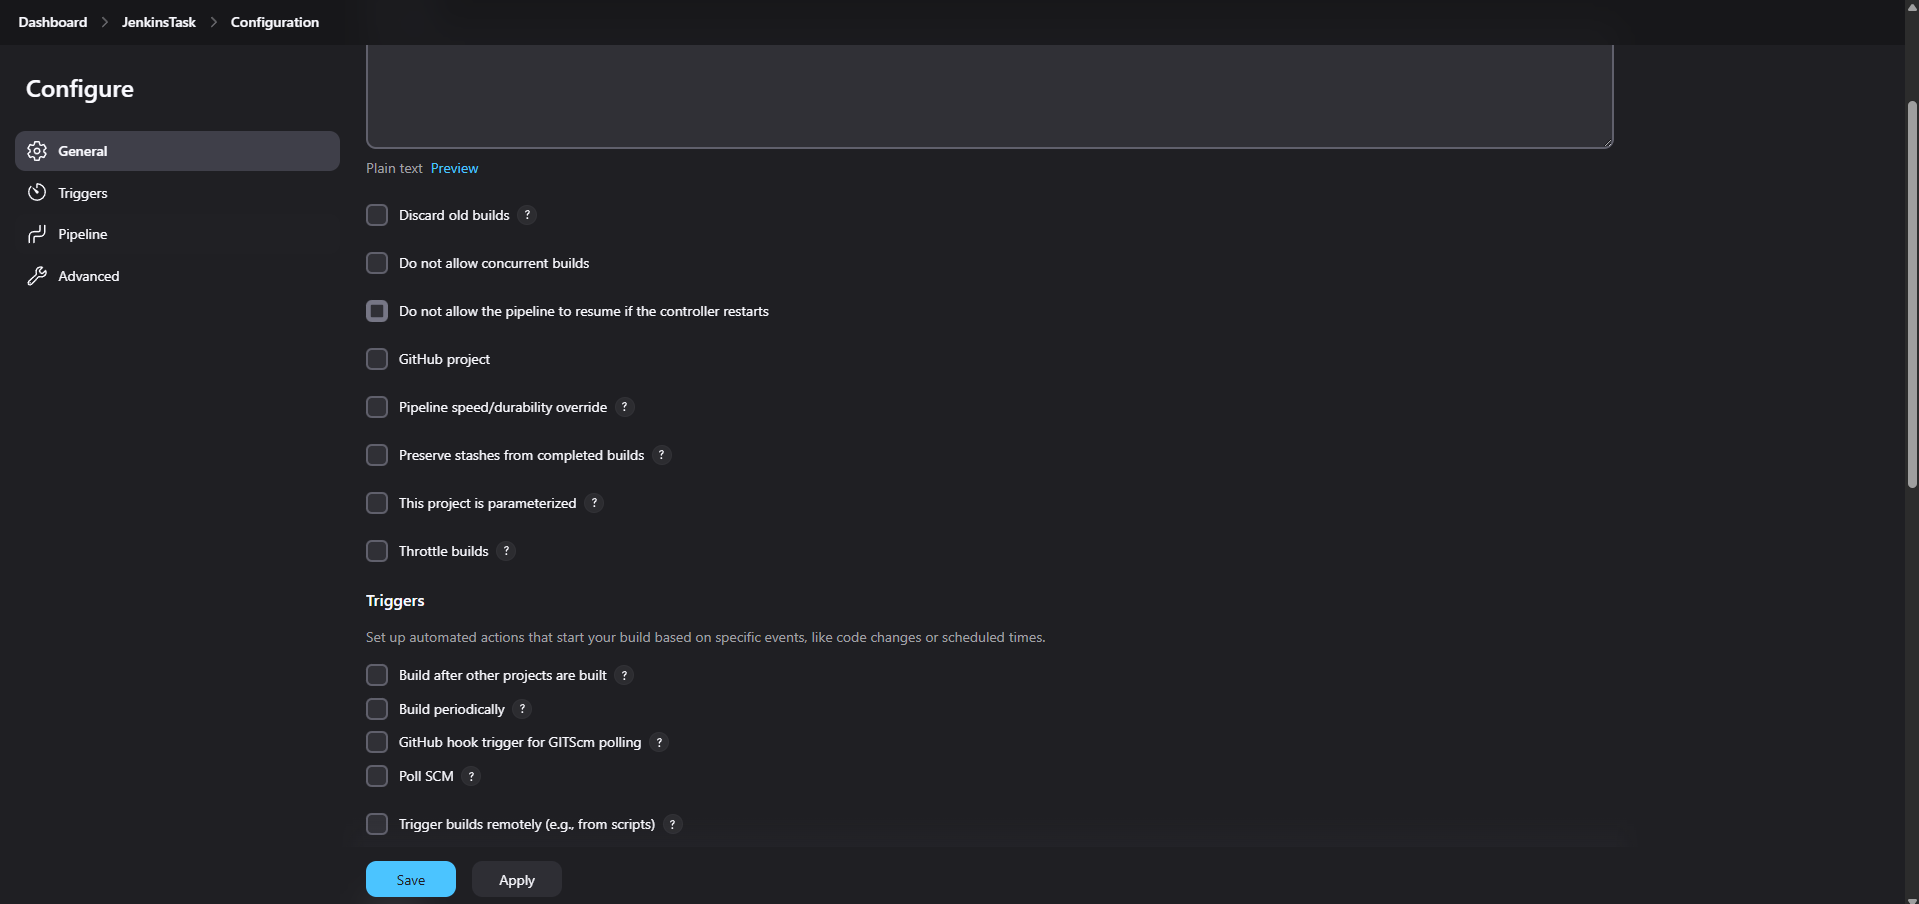 Dashboard > JenkinsTask > Configuration
Configure
General
Triggers
Pipeline
Advanced
Plain text Preview
Discard old builds ?
Do not allow concurrent builds
Do not allow the pipeline to resume if the controller restarts
GitHub project
Pipeline speed/durability override ?
Preserve stashes from completed builds ?
This project is parameterized ?
Throttle builds ?
Triggers
Set up automated actions that start your build based on specific events, like code changes or scheduled times.
Build after other projects are built ?
Build periodically ?
GitHub hook trigger for GITScm polling ?
Poll SCM ?
Trigger builds remotely (e.g., from scripts) ?
Save Apply